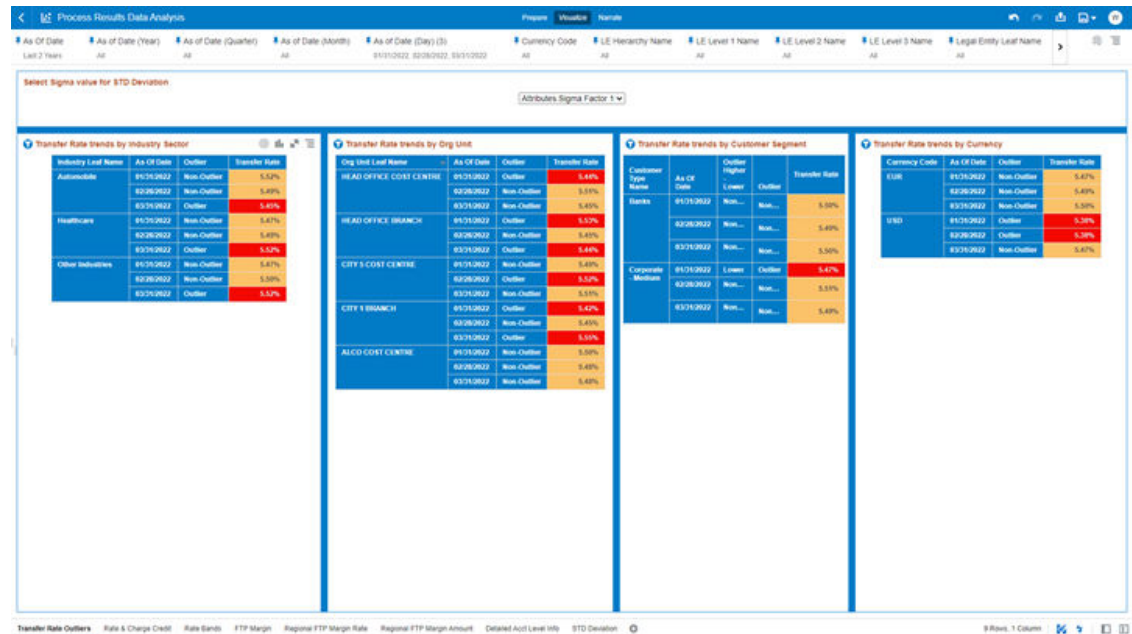 Process Results Data Analysis
Prepare Visualize Narrate
As Of Date As of Date (Year) As of Date (Quarter) As of Date (Month) As of Date (Day) (3) Currency Code LE Hierarchy Name LE Level 1 Name LE Level 2 Name LE Level 3 Name Legal Entity Leaf Name
Last 2 Years All All All 01/31/2022, 02/28/2022, 03/31/2022 All All All All All All
Select Sigma value for STD Deviation
Attributes Sigma Factor 1
Transfer Rate trends by Industry Sector
Industry Leaf Name As Of Date Outlier Transfer Rate
Automobile 01/31/2022 Non-Outlier 5.52%
02/28/2022 Non-Outlier 5.49%
03/31/2022 Outlier 5.45%
Healthcare 01/31/2022 Non-Outlier 5.47%
02/28/2022 Non-Outlier 5.49%
03/31/2022 Outlier 5.52%
Other Industries 01/31/2022 Non-Outlier 5.47%
02/28/2022 Non-Outlier 5.50%
03/31/2022 Outlier 5.52%
Transfer Rate trends by Org Unit
Org Unit Leaf Name As Of Date Outlier Transfer Rate
HEAD OFFICE COST CENTRE 01/31/2022 Outlier 5.44%
02/28/2022 Non-Outlier 5.51%
03/31/2022 Non-Outlier 5.45%
HEAD OFFICE BRANCH 01/31/2022 Outlier 5.53%
02/28/2022 Non-Outlier 5.45%
03/31/2022 Outlier 5.44%
CITY 5 COST CENTRE 01/31/2022 Non-Outlier 5.49%
02/28/2022 Outlier 5.52%
03/31/2022 Non-Outlier 5.51%
CITY 1 BRANCH 01/31/2022 Outlier 5.42%
02/28/2022 Non-Outlier 5.45%
03/31/2022 Outlier 5.55%
ALCO COST CENTRE 01/31/2022 Non-Outlier 5.50%
02/28/2022 Non-Outlier 5.48%
03/31/2022 Non-Outlier 5.48%
Transfer Rate trends by Customer Segment
Customer Type Name As Of Date Outlier Higher - Lower Outlier Transfer Rate
Banks 01/31/2022 Non... Non... 5.50%
02/28/2022 Non... Non... 5.49%
03/31/2022 Non... Non... 5.50%
Corporate - Medium 01/31/2022 Lower Outlier 5.47%
02/28/2022 Non... Non... 5.51%
03/31/2022 Non... Non... 5.49%
Transfer Rate trends by Currency
Currency Code As Of Date Outlier Transfer Rate
EUR 01/31/2022 Non-Outlier 5.47%
02/28/2022 Non-Outlier 5.49%
03/31/2022 Non-Outlier 5.50%
USD 01/31/2022 Outlier 5.38%
02/28/2022 Outlier 5.38%
03/31/2022 Non-Outlier 5.47%
Transfer Rate Outliers Rate & Charge Credit Rate Bands FTP Margin Regional FTP Margin Rate Regional FTP Margin Amount Detailed Acct Level Info STD Deviation
9 Rows, 1 Column